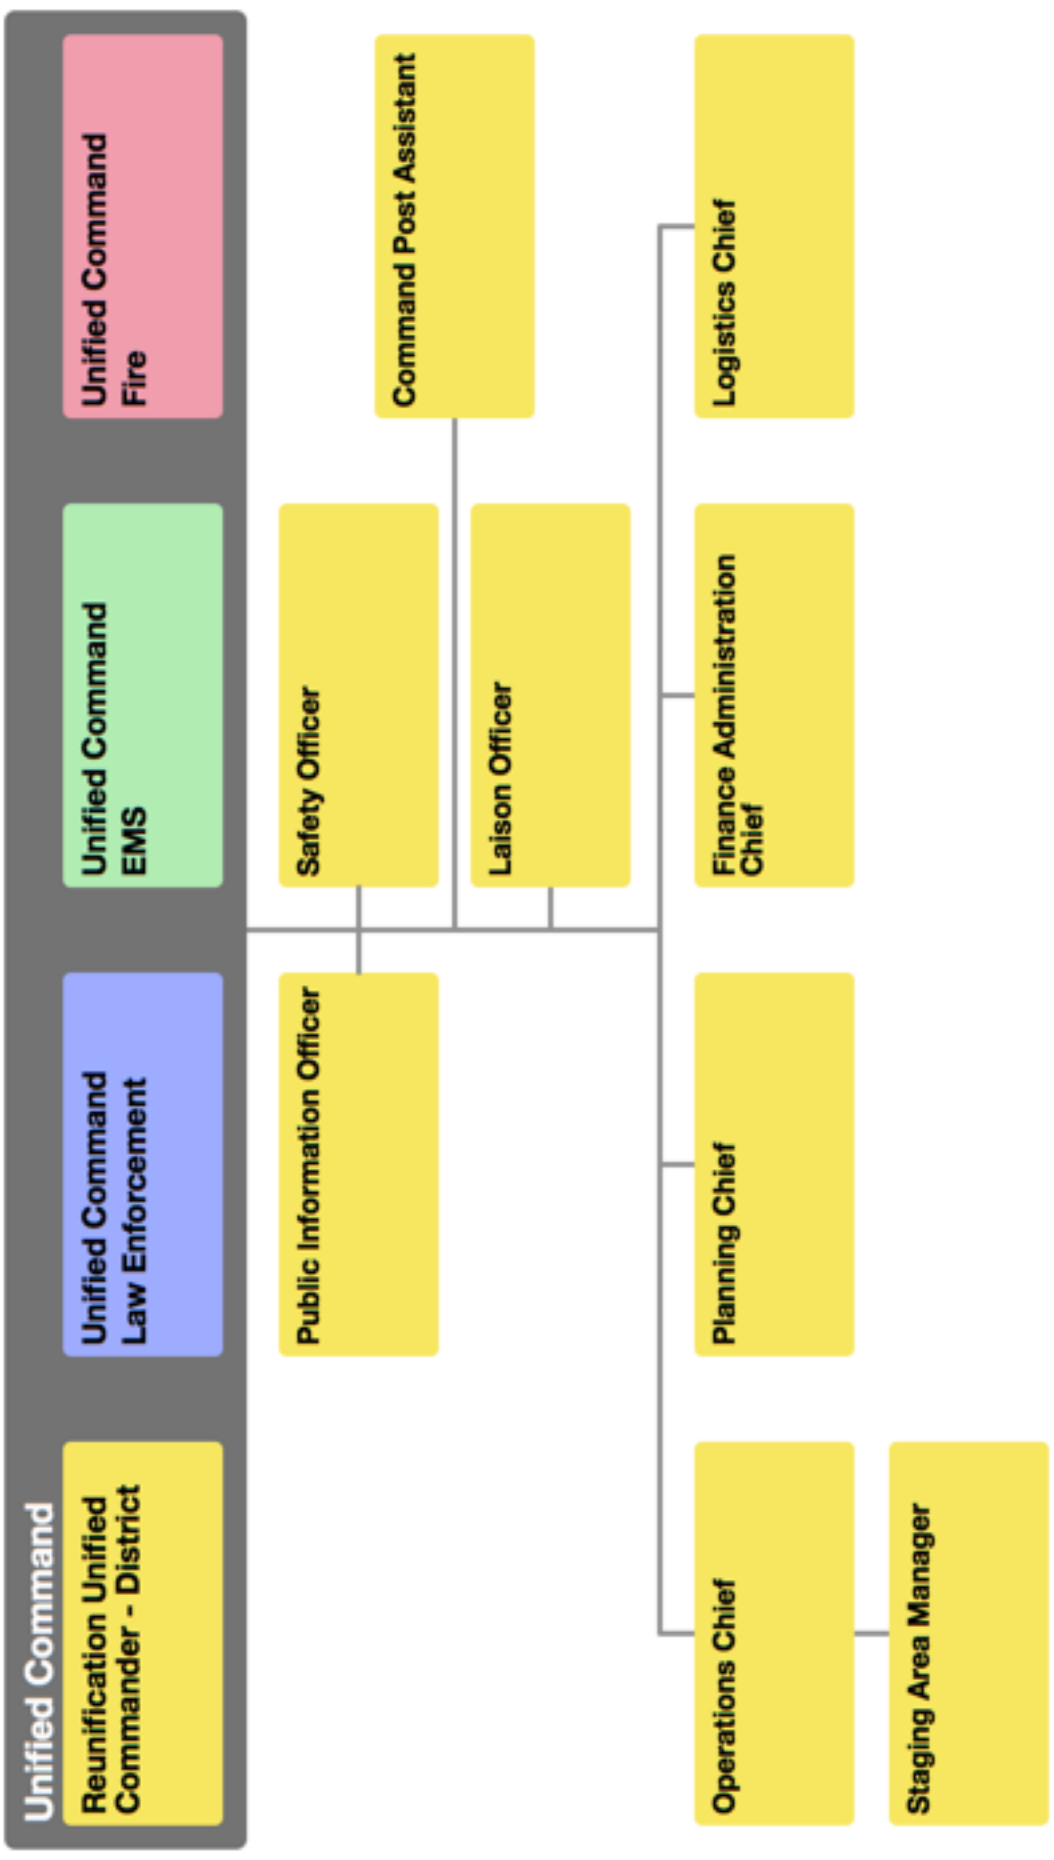 Unified Command
Reunification Unified
Commander - District
Unified Command
Law Enforcement
Unified Command
EMS
Unified Command
Fire
Public Information Officer
Safety Officer
Command Post Assistant
Laison Officer
Operations Chief
Planning Chief
Finance Administration
Chief
Logistics Chief
Staging Area Manager